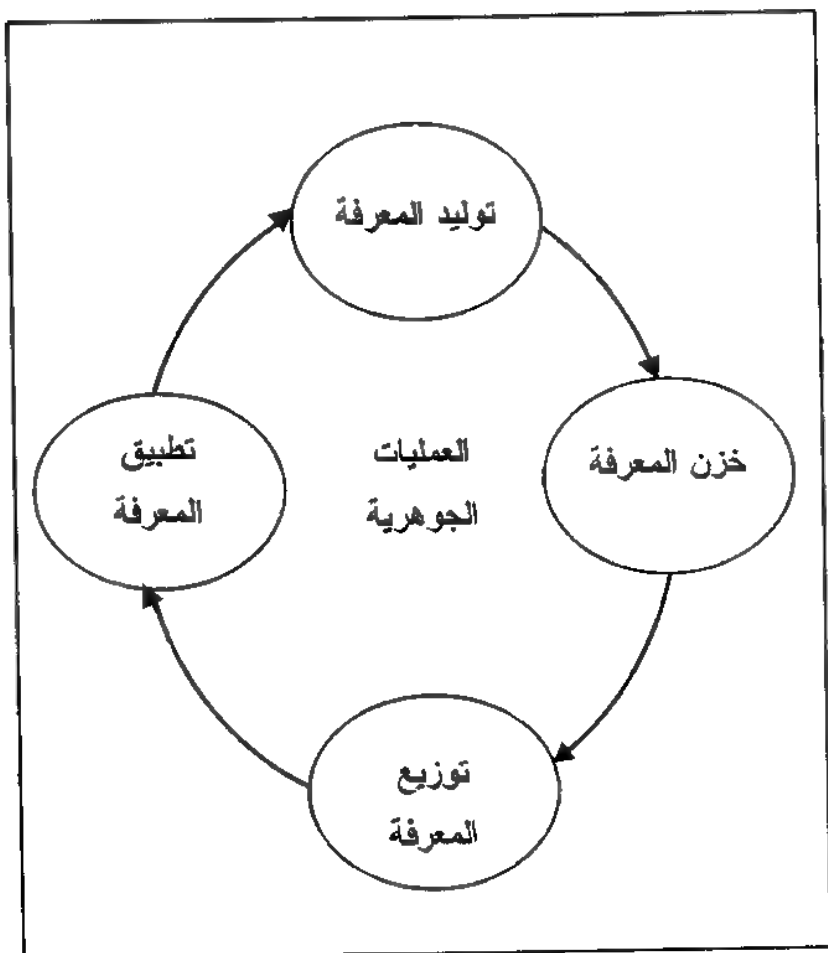 توليد المعرفة
خزن المعرفة
توزيع
المعرفة
تطبيق
المعرفة
العمليات
الجوهرية